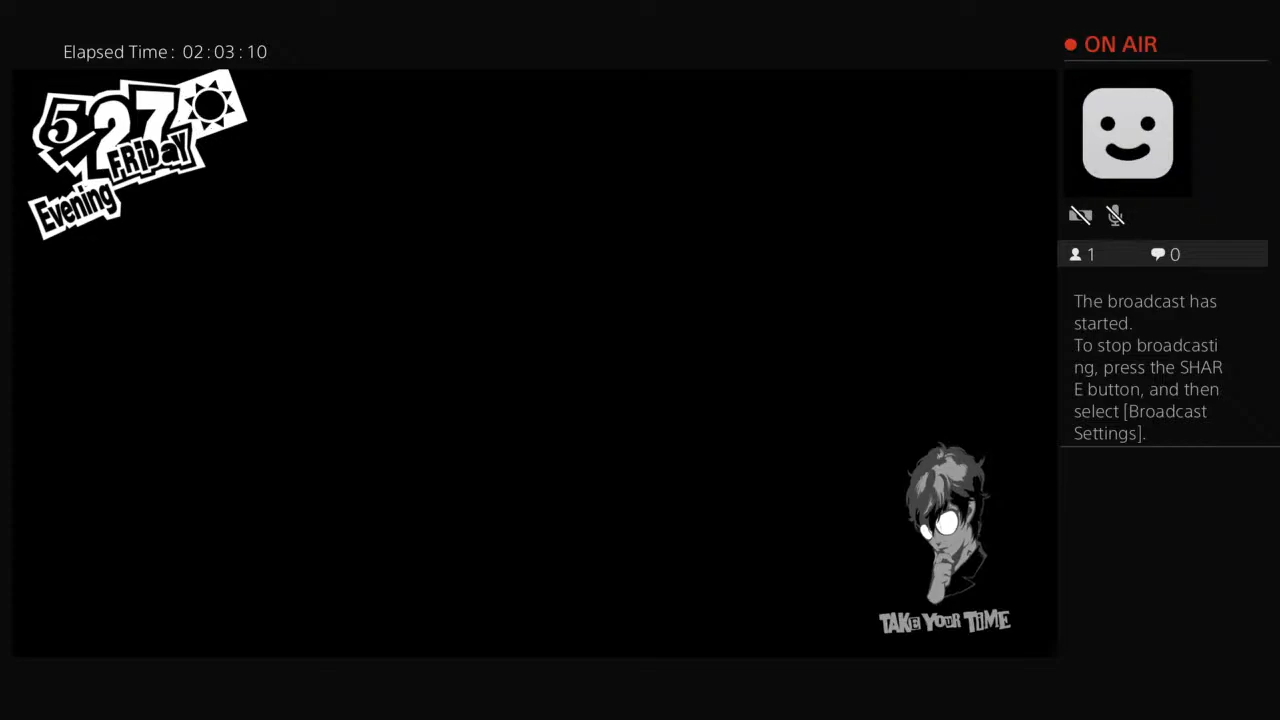 Elapsed Time: 02:03:10
ON AIR
5/27
FRiDaY
Evening
1
0
The broadcast has
started.
To stop broadcasti
ng, press the SHAR
E button, and then
select [Broadcast
Settings].
TAKE YOUR TiME